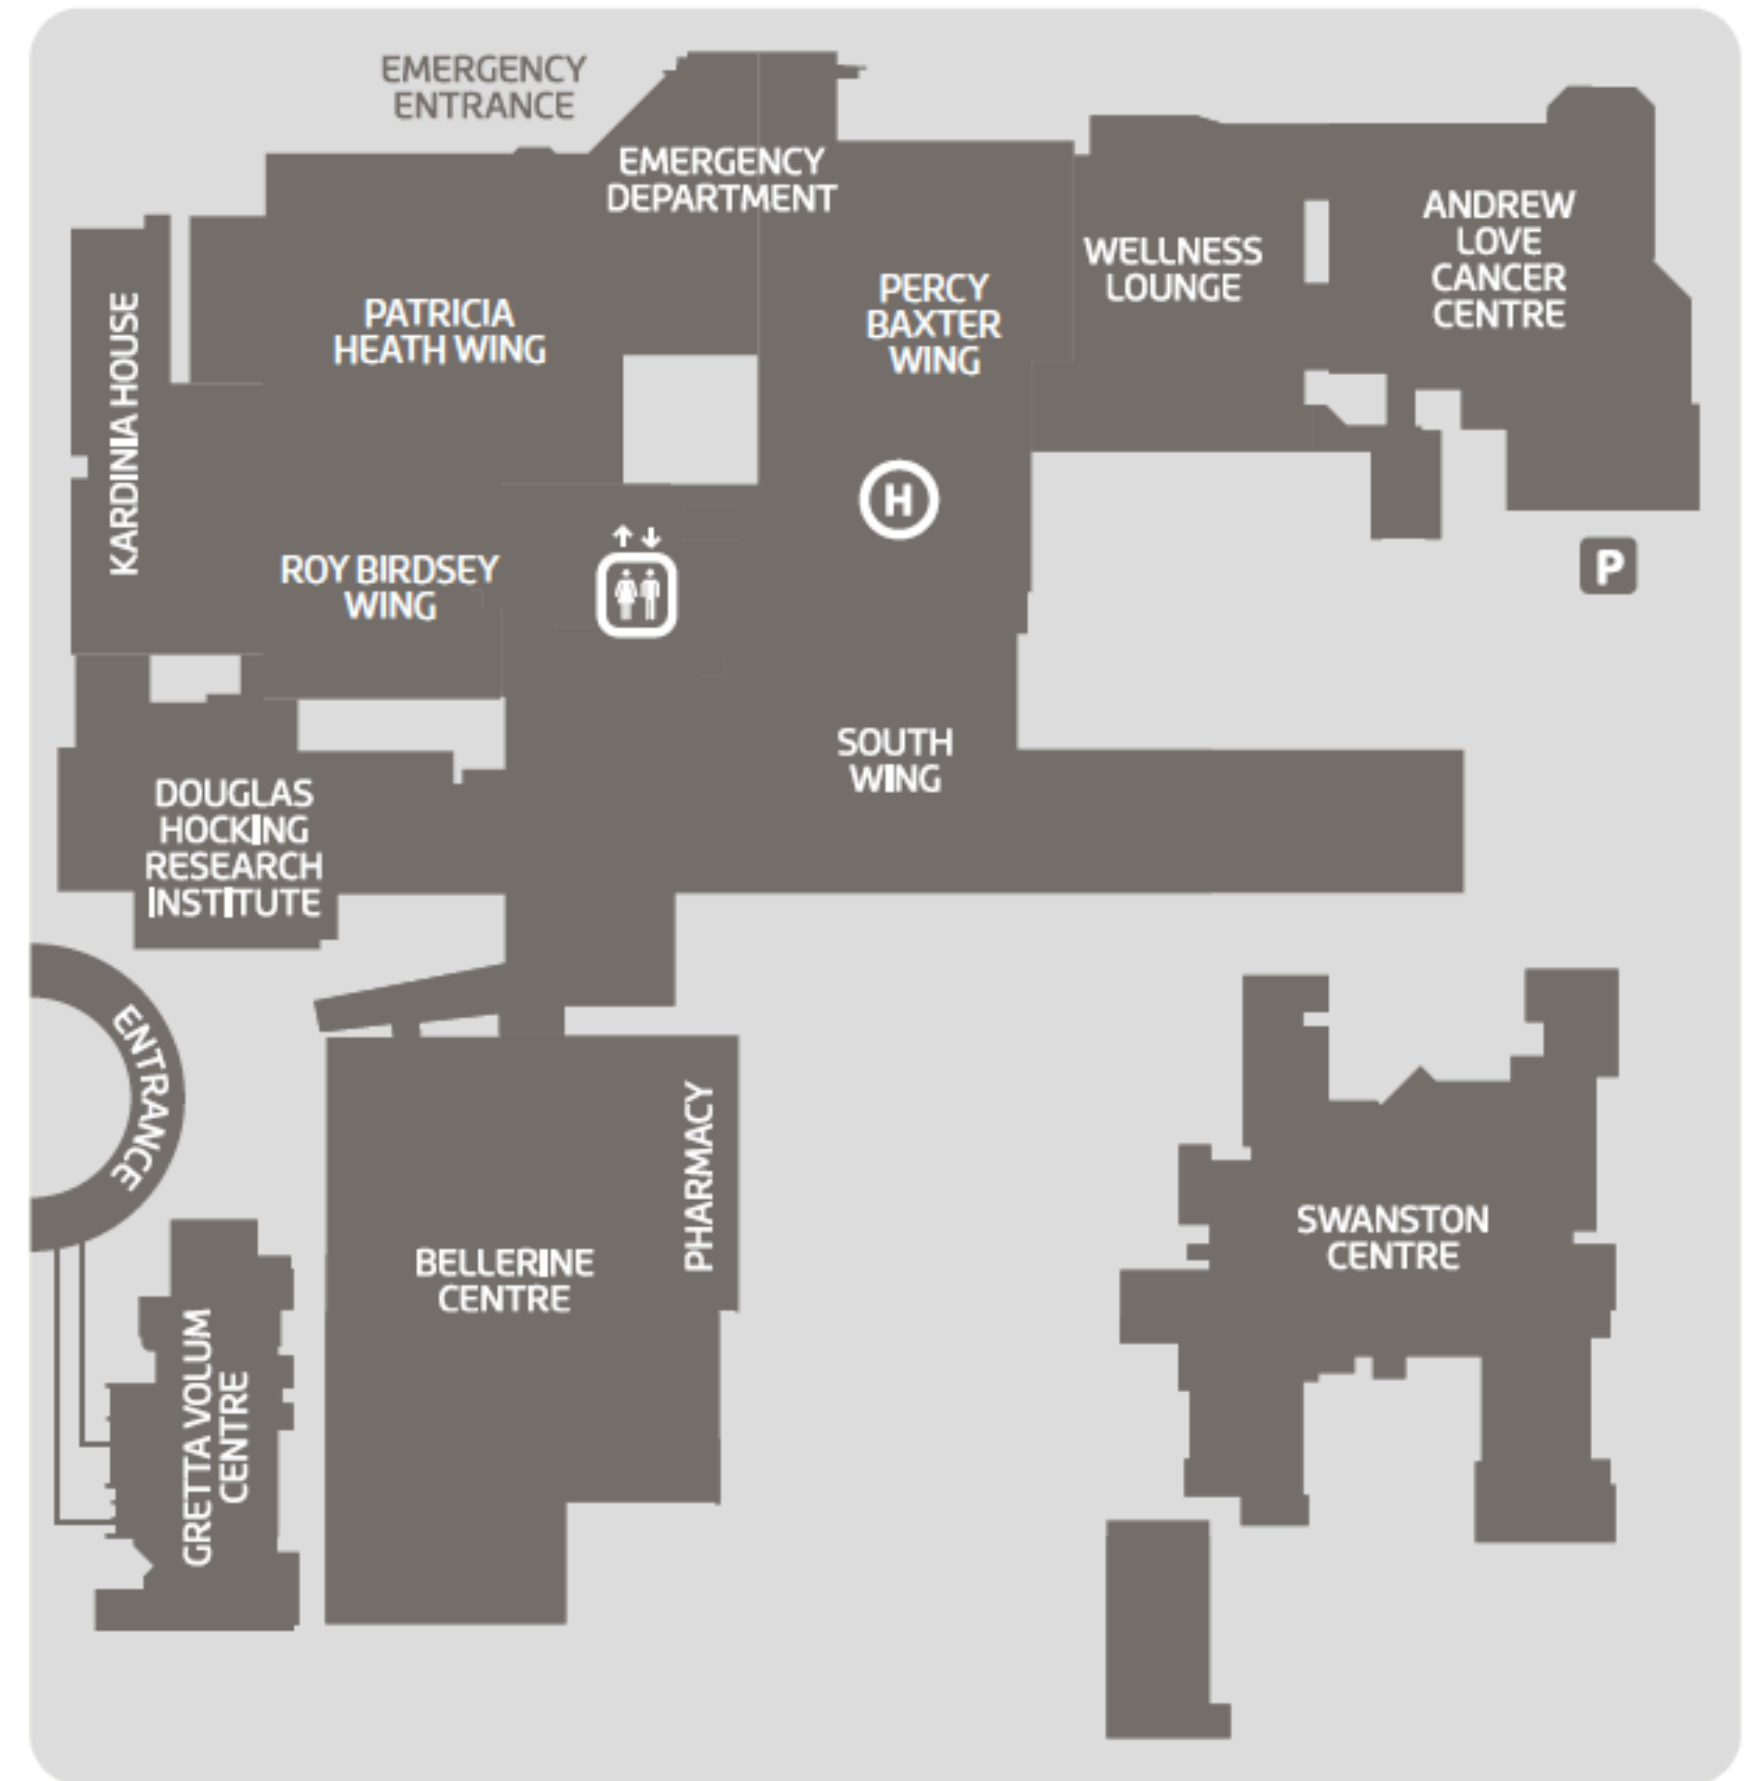 EMERGENCY
ENTRANCE
EMERGENCY
DEPARTMENT
ANDREW
LOVE
CANCER
CENTRE
WELLNESS
LOUNGE
PERCY
BAXTER
WING
PATRICIA
HEATH WING
KARDINIA HOUSE
H
ROY BIRDSEY
WING
P
SOUTH
WING
DOUGLAS
HOCKING
RESEARCH
INSTITUTE
ENTRANCE
PHARMACY
SWANSTON
CENTRE
BELLERINE
CENTRE
GRETTA VOLUM
CENTRE